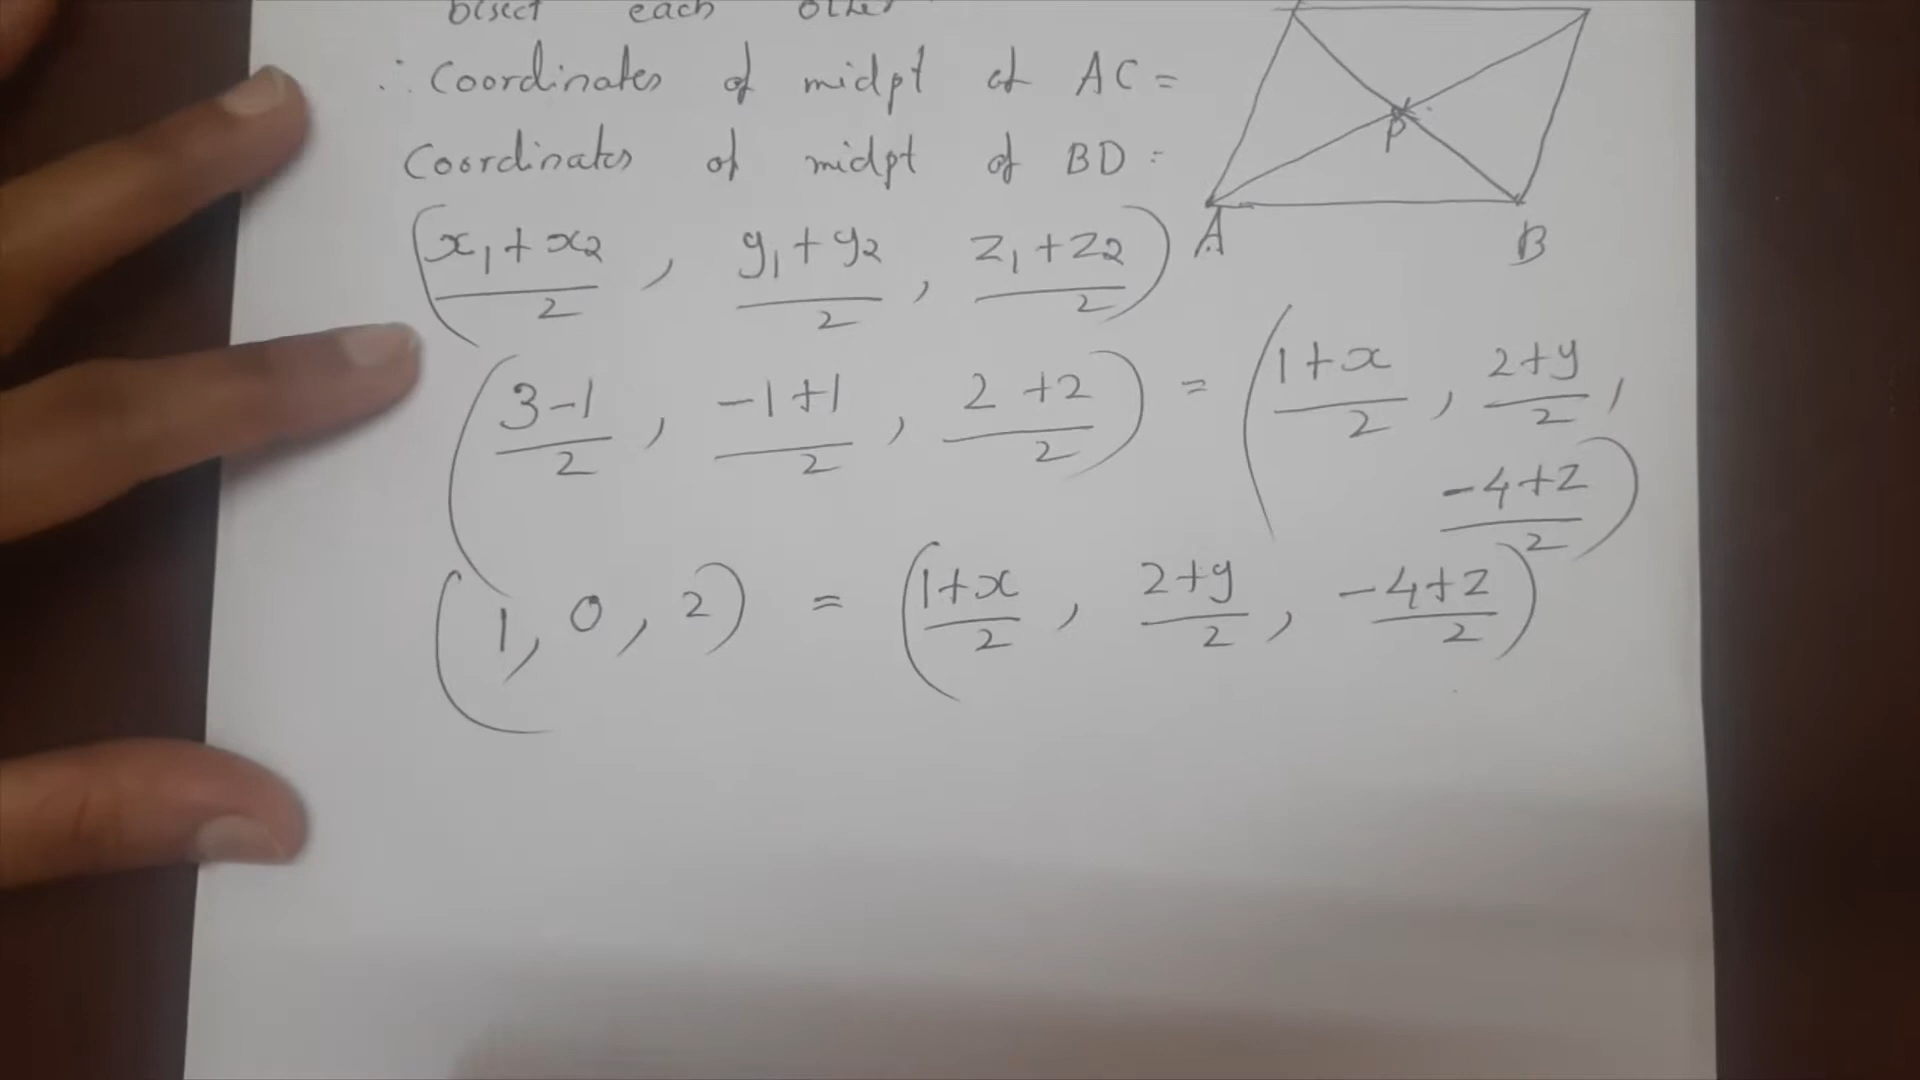 bisect each other
∴ Coordinates of midpt of AC =
Coordinates of midpt of BD =
(x₁+x₂/2, y₁+y₂/2, z₁+z₂/2)
(3-1/2, -1+1/2, 2+2/2) = (1+x/2, 2+y/2,
-4+z/2)
(1, 0, 2) = (1+x/2, 2+y/2, -4+z/2)
P
A B